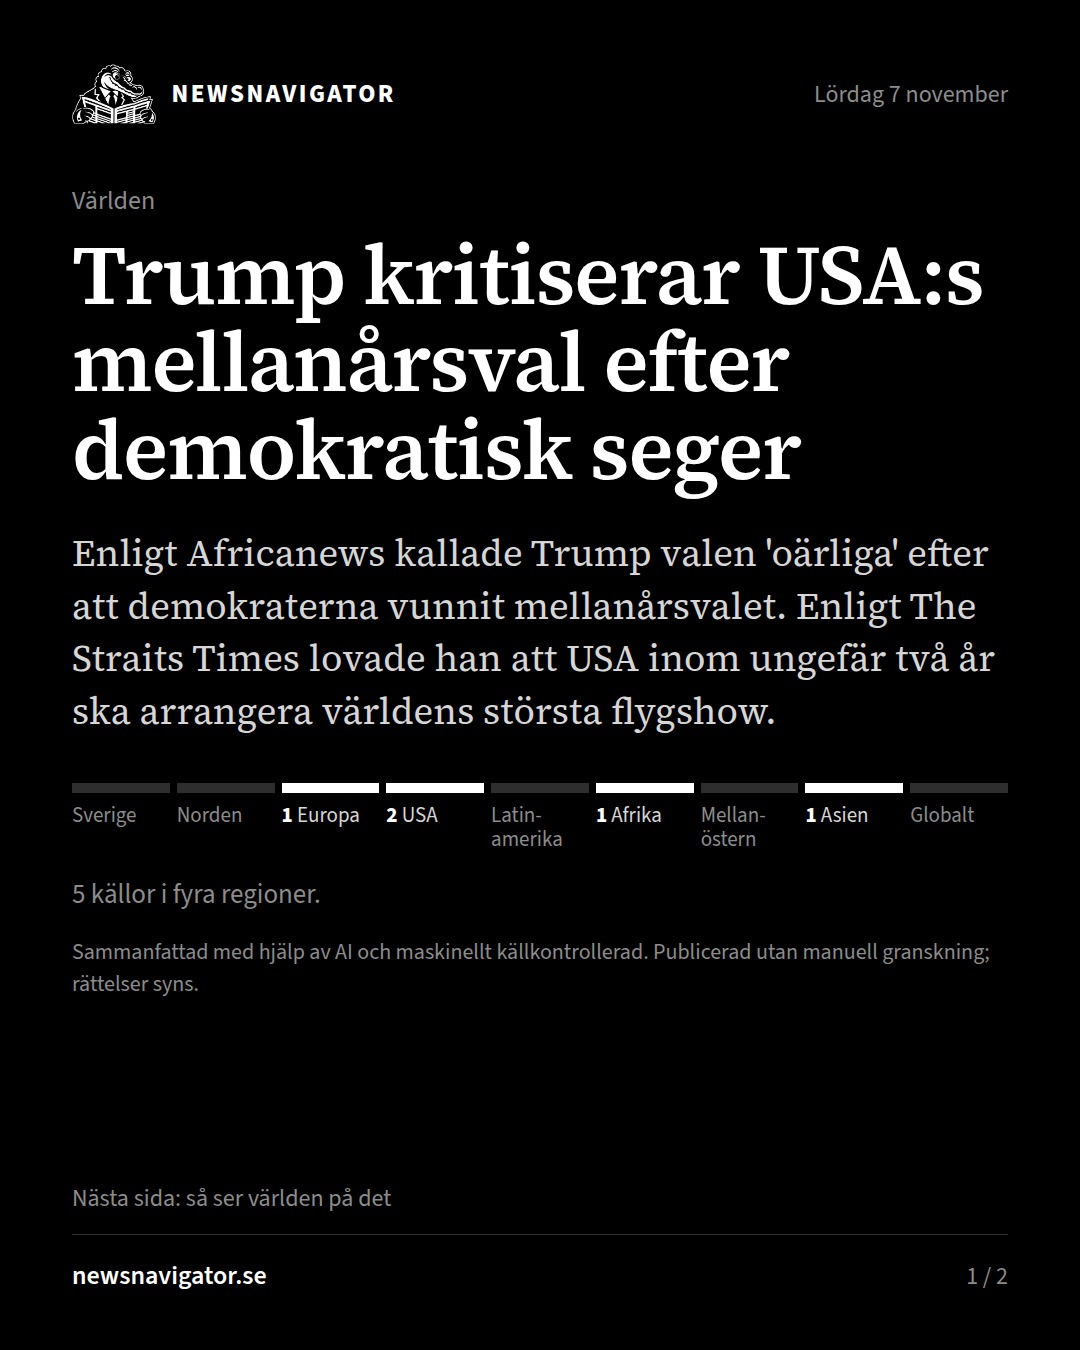 NEWSNAVIGATOR
Lördag 7 november
Världen
Trump kritiserar USA:s
mellanårsval efter
demokratisk seger
Enligt Africanews kallade Trump valen 'oärliga' efter
att demokraterna vunnit mellanårsvalet. Enligt The
Straits Times lovade han att USA inom ungefär två år
ska arrangera världens största flygshow.
Sverige
Norden
1 Europa
2 USA
Latin-
amerika
1 Afrika
Mellan-
östern
1 Asien
Globalt
5 källor i fyra regioner.
Sammanfattad med hjälp av AI och maskinellt källkontrollerad. Publicerad utan manuell granskning;
rättelser syns.
Nästa sida: så ser världen på det
newsnavigator.se
1 / 2